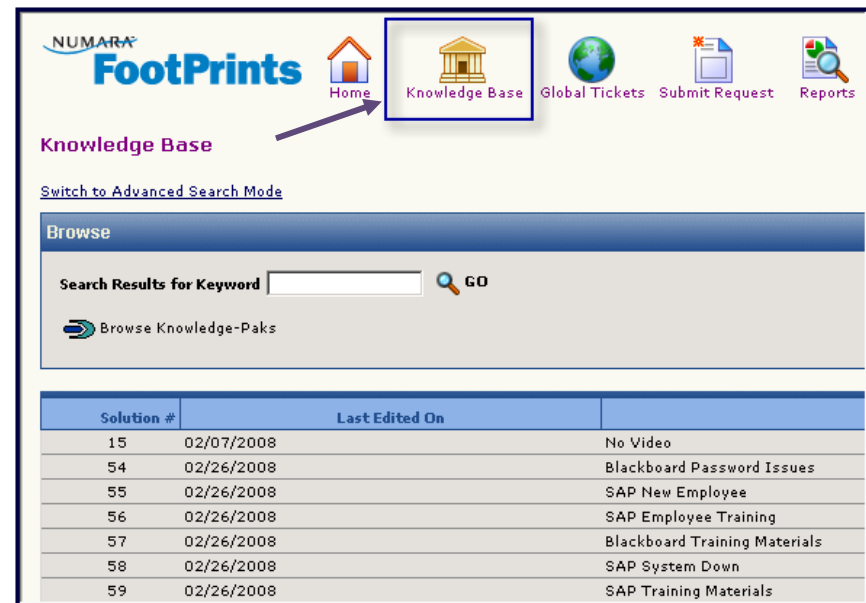 NUMARA
FootPrints
Home Knowledge Base Global Tickets Submit Request Reports
Knowledge Base
Switch to Advanced Search Mode
Browse
Search Results for Keyword GO
Browse Knowledge-Paks
Solution # Last Edited On
15 02/07/2008 No Video
54 02/26/2008 Blackboard Password Issues
55 02/26/2008 SAP New Employee
56 02/26/2008 SAP Employee Training
57 02/26/2008 Blackboard Training Materials
58 02/26/2008 SAP System Down
59 02/26/2008 SAP Training Materials